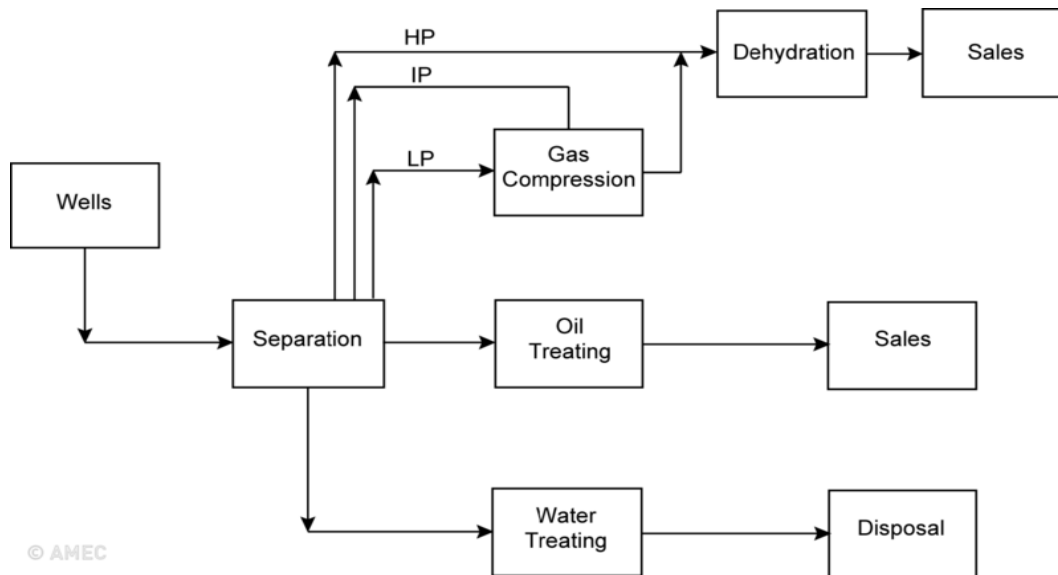 HP
Dehydration
Sales
IP
Gas
Compression
LP
Wells
Separation
Oil
Treating
Sales
Water
Treating
Disposal
© AMEC